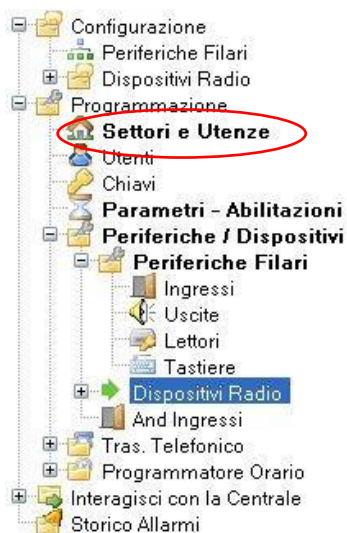 Configurazione
Periferiche Filari
Dispositivi Radio
Programmazione
Settori e Utenze
Utenti
Chiavi
Parametri - Abilitazioni
Periferiche / Dispositivi
Periferiche Filari
Ingressi
Uscite
Lettori
Tastiere
Dispositivi Radio
And Ingressi
Tras. Telefonico
Programmatore Orario
Interagisci con la Centrale
Storico Allarmi